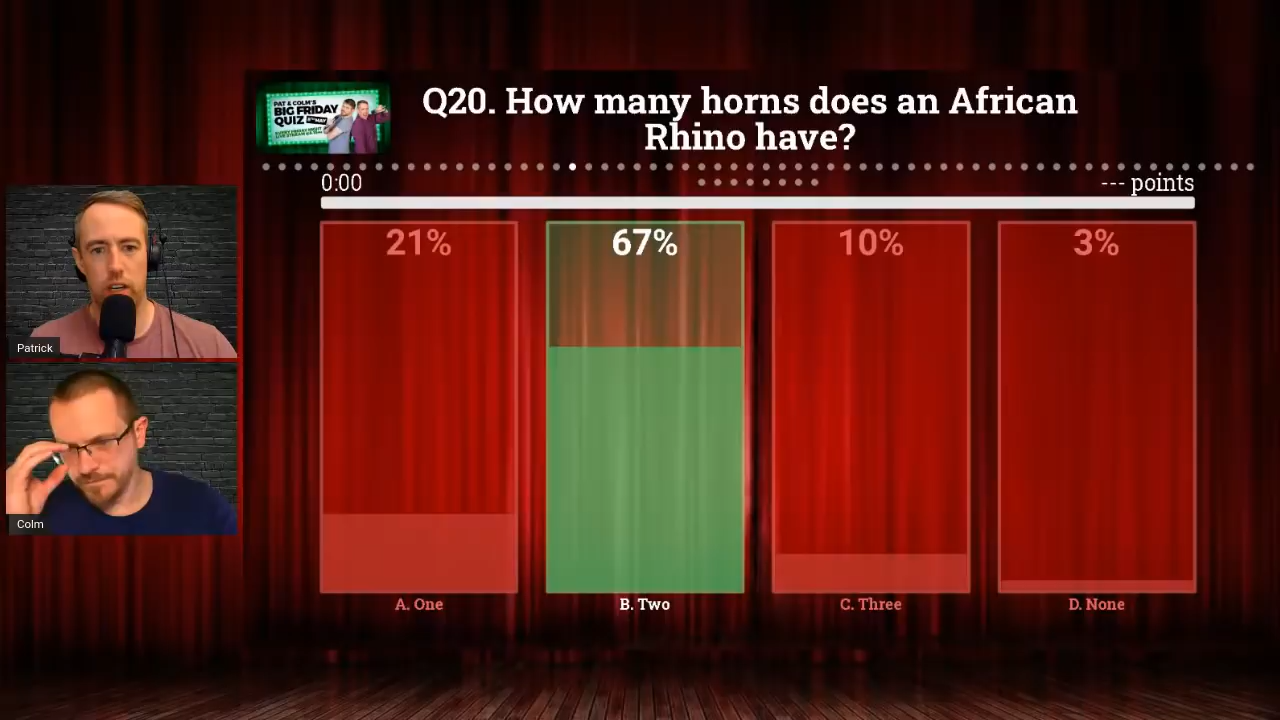 PAT & COLM'S
BIG FRIDAY
QUIZ
Q20. How many horns does an African
Rhino have?
0:00
--- points
21%
67%
10%
3%
Patrick
Colm
A. One
B. Two
C. Three
D. None